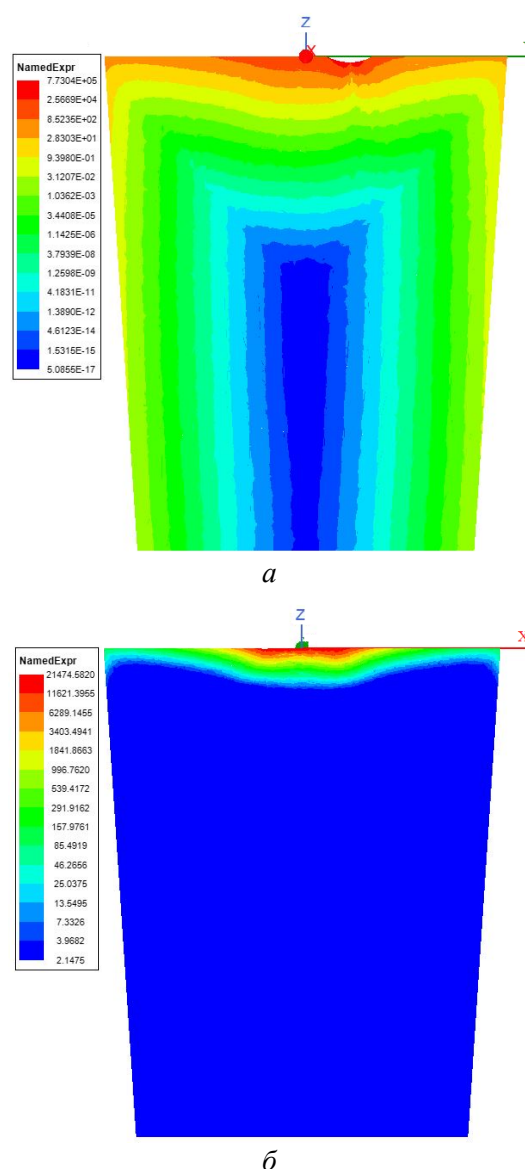 Z
X
NamedExpr
7.7304E+05
2.5669E+04
8.5235E+02
2.8303E+01
9.3980E-01
3.1207E-02
1.0362E-03
3.4408E-05
1.1425E-06
3.7939E-08
1.2598E-09
4.1831E-11
1.3890E-12
4.6123E-14
1.5315E-15
5.0855E-17
а
Z
X
NamedExpr
21474.5820
11621.3955
6289.1455
3403.4941
1841.8663
996.7620
539.4172
291.9162
157.9761
85.4919
46.2656
25.0375
13.5495
7.3326
3.9682
2.1475
б